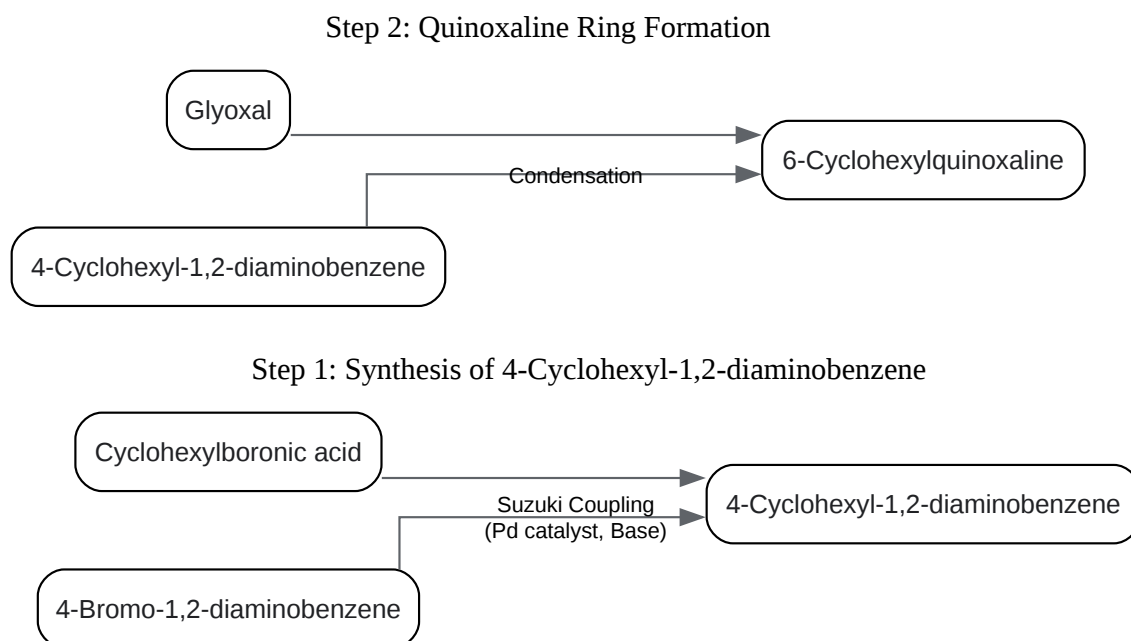 Step 2: Quinoxaline Ring Formation
Glyoxal
6-Cyclohexylquinoxaline
Condensation
4-Cyclohexyl-1,2-diaminobenzene
Step 1: Synthesis of 4-Cyclohexyl-1,2-diaminobenzene
Cyclohexylboronic acid
Suzuki Coupling
(Pd catalyst, Base)
4-Cyclohexyl-1,2-diaminobenzene
4-Bromo-1,2-diaminobenzene